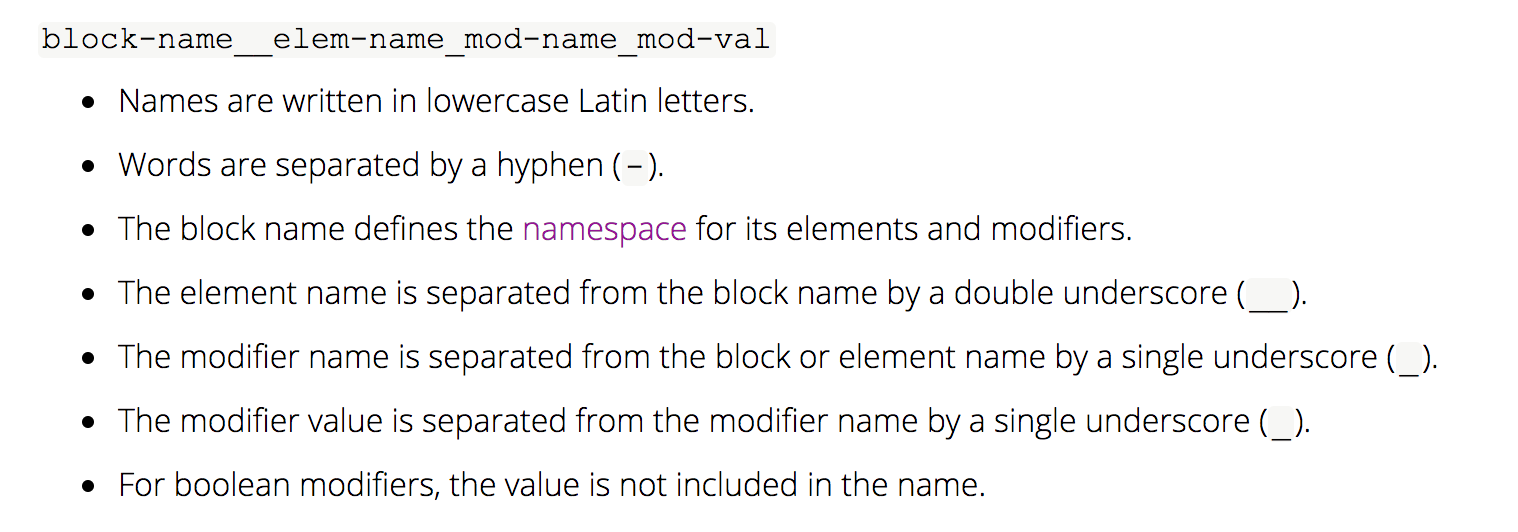 block-name__elem-name_mod-name_mod-val
• Names are written in lowercase Latin letters.
• Words are separated by a hyphen (-).
• The block name defines the namespace for its elements and modifiers.
• The element name is separated from the block name by a double underscore (__).
• The modifier name is separated from the block or element name by a single underscore (_).
• The modifier value is separated from the modifier name by a single underscore (_).
• For boolean modifiers, the value is not included in the name.